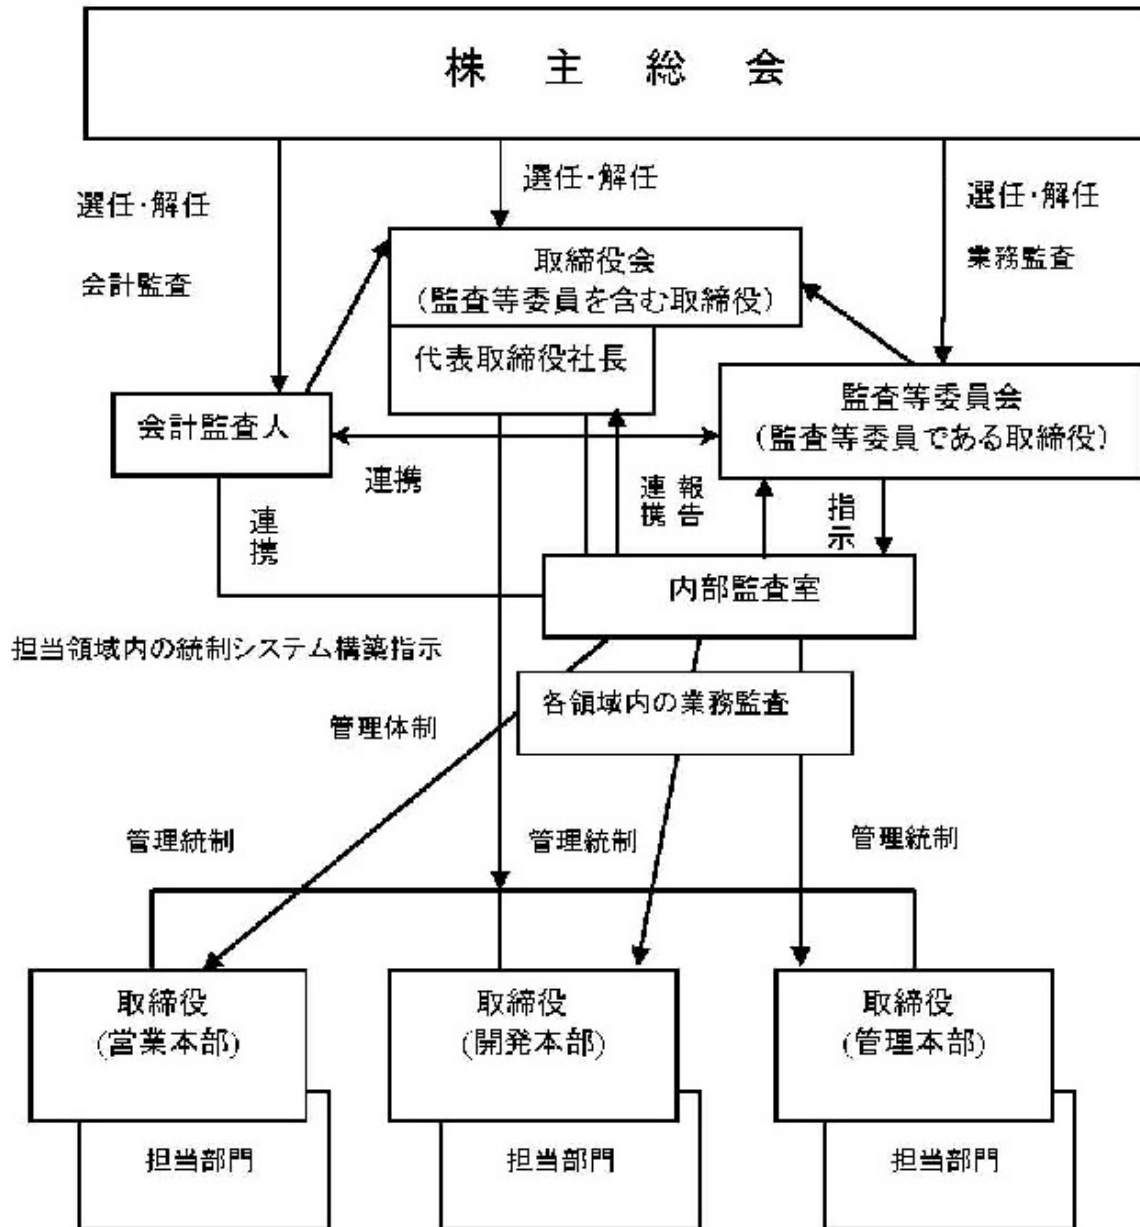 株 主 総 会
選任・解任
選任・解任
選任・解任
会計監査
業務監査
取締役会
（監査等委員を含む取締役）
代表取締役社長
会計監査人
監査等委員会
（監査等委員である取締役）
連携
連携
連携
報告
指示
内部監査室
担当領域内の統制システム構築指示
各領域内の業務監査
管理体制
管理統制
管理統制
管理統制
取締役
(営業本部)
取締役
(開発本部)
取締役
(管理本部)
担当部門
担当部門
担当部門